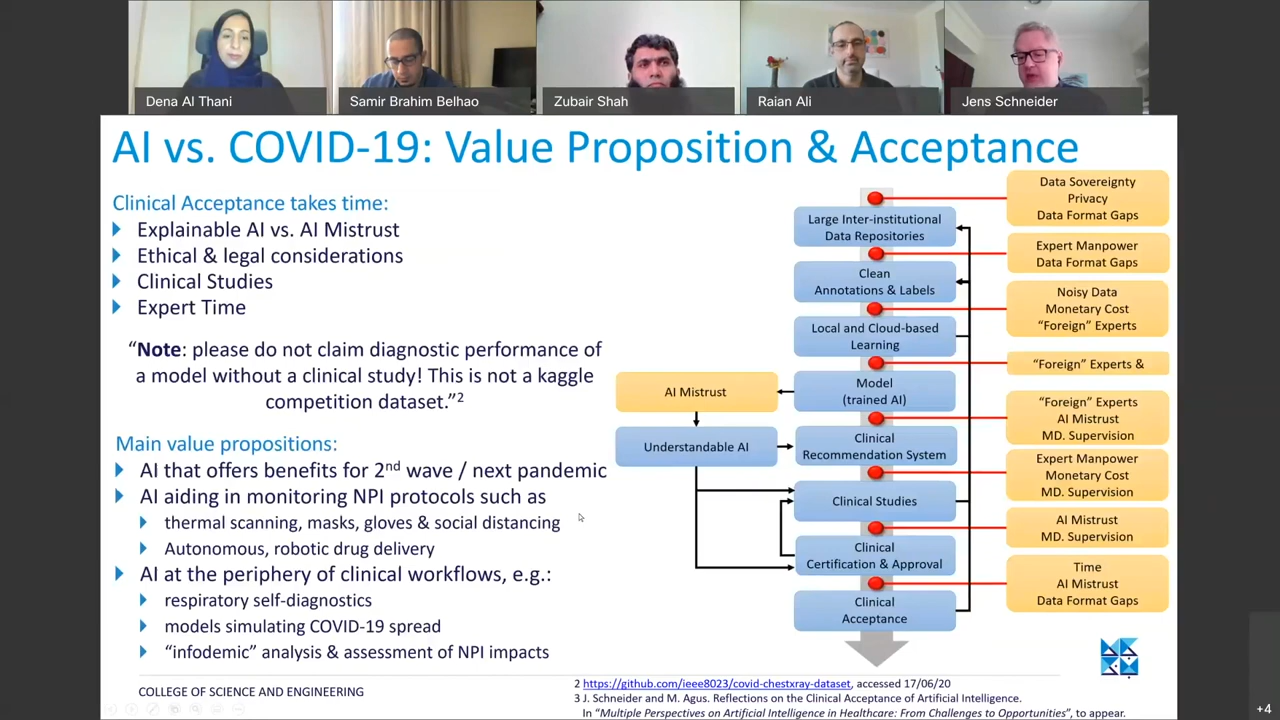 Dena Al Thani
Samir Brahim Belhao
Zubair Shah
Raian Ali
Jens Schneider
AI vs. COVID-19: Value Proposition & Acceptance
Clinical Acceptance takes time:
Explainable AI vs. AI Mistrust
Ethical & legal considerations
Clinical Studies
Expert Time
“Note: please do not claim diagnostic performance of
a model without a clinical study! This is not a kaggle
competition dataset.”2
Main value propositions:
AI that offers benefits for 2nd wave / next pandemic
AI aiding in monitoring NPI protocols such as
thermal scanning, masks, gloves & social distancing
Autonomous, robotic drug delivery
AI at the periphery of clinical workflows, e.g.:
respiratory self-diagnostics
models simulating COVID-19 spread
“infodemic” analysis & assessment of NPI impacts
AI Mistrust
Understandable AI
Large Inter-institutional
Data Repositories
Clean
Annotations & Labels
Local and Cloud-based
Learning
Model
(trained AI)
Clinical
Recommendation System
Clinical Studies
Clinical
Certification & Approval
Clinical
Acceptance
Data Sovereignty
Privacy
Data Format Gaps
Expert Manpower
Data Format Gaps
Noisy Data
Monetary Cost
“Foreign” Experts
“Foreign” Experts &
“Foreign” Experts
AI Mistrust
MD. Supervision
Expert Manpower
Monetary Cost
MD. Supervision
AI Mistrust
MD. Supervision
Time
AI Mistrust
Data Format Gaps
COLLEGE OF SCIENCE AND ENGINEERING
2 https://github.com/ieee8023/covid-chestxray-dataset, accessed 17/06/20
3 J. Schneider and M. Agus. Reflections on the Clinical Acceptance of Artificial Intelligence.
In “Multiple Perspectives on Artificial Intelligence in Healthcare: From Challenges to Opportunities”, to appear.
+4